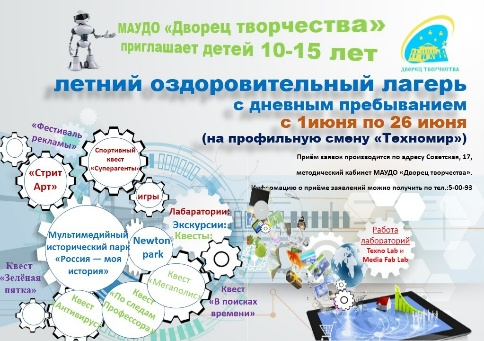 МАУДО «Дворец творчества»
приглашает детей 10-15 лет
ДВОРЕЦ ТВОРЧЕСТВА
летний оздоровительный лагерь
с дневным пребыванием
с 1июня по 26 июня
(на профильную смену «Техномир»)
Приём заявок производится по адресу Советская, 17,
методический кабинет МАУДО «Дворец творчества».
Информацию о приёме заявлений можно получить по тел.:5-00-93
«Фестиваль
рекламы»
Спортивный
квест
«Суперагенты»
«Стрит
Арт»
игры
Лабаратории;
Экскурсии:
Квесты:
Мультимедийный
исторический парк
«Россия — моя
история»
Newton
park
Работа
лабораторий
Техно Lab и
Media Fab Lab
Квест
«Зелёная
пятка»
Квест
Антивирус
Квест
«По следам
Профессора»
Квест
«Мегаполис»
Квест
«В поисках
времени»